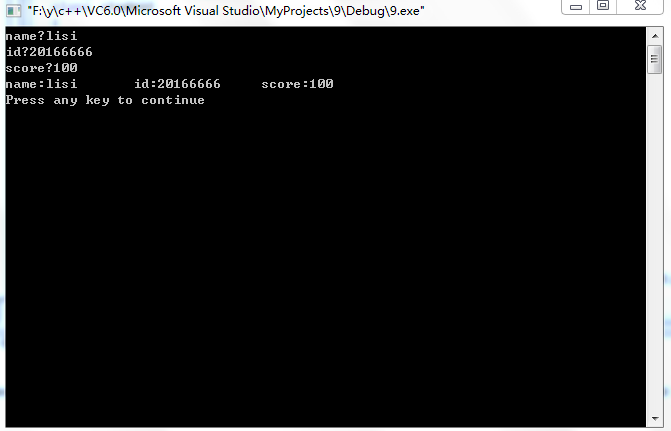 "F:\y\c++\VC6.0\Microsoft Visual Studio\MyProjects\9\Debug\9.exe"
name?lisi
id?20166666
score?100
name:lisi       id:20166666     score:100
Press any key to continue